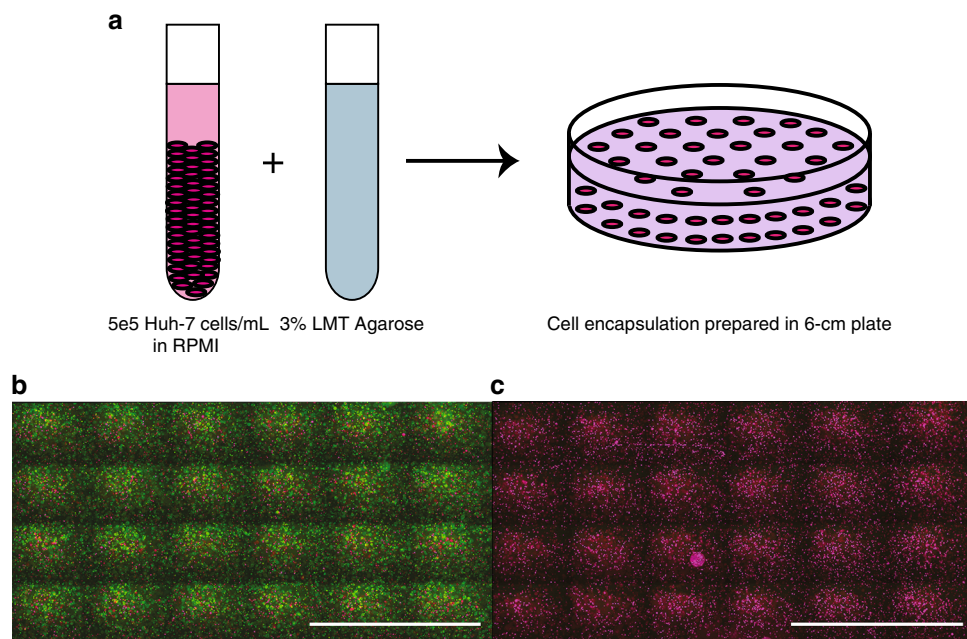 a
+
5e5 Huh-7 cells/mL
in RPMI
3% LMT Agarose
Cell encapsulation prepared in 6-cm plate
b
c